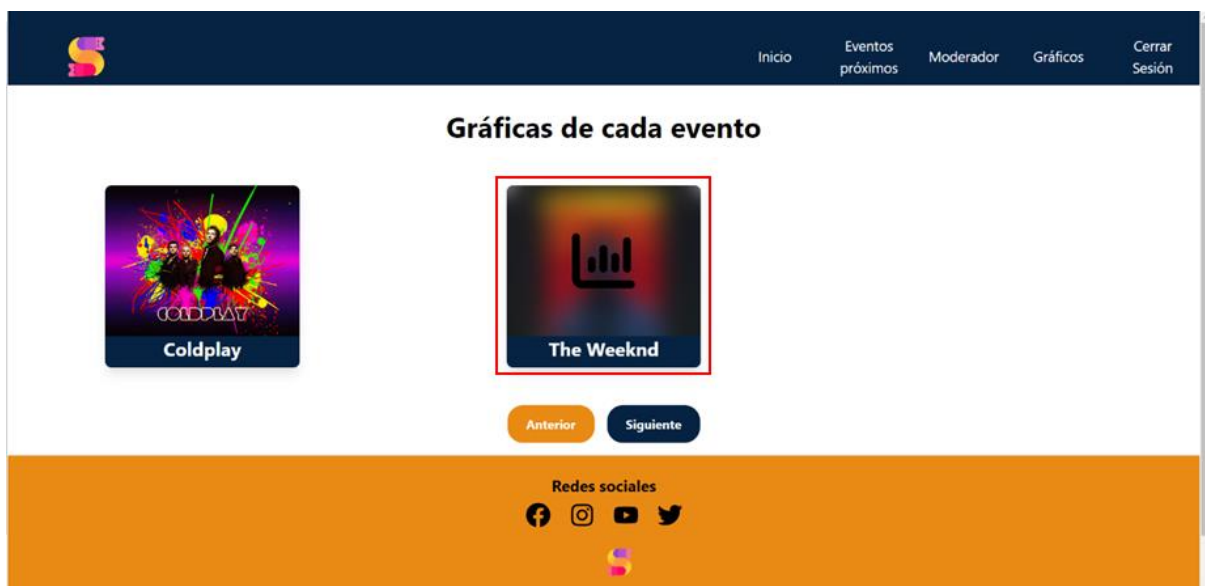 Inicio
Eventos
próximos
Moderador
Gráficos
Cerrar
Sesión
Gráficas de cada evento
COLDPLAY
Coldplay
The Weeknd
Anterior
Siguiente
Redes sociales